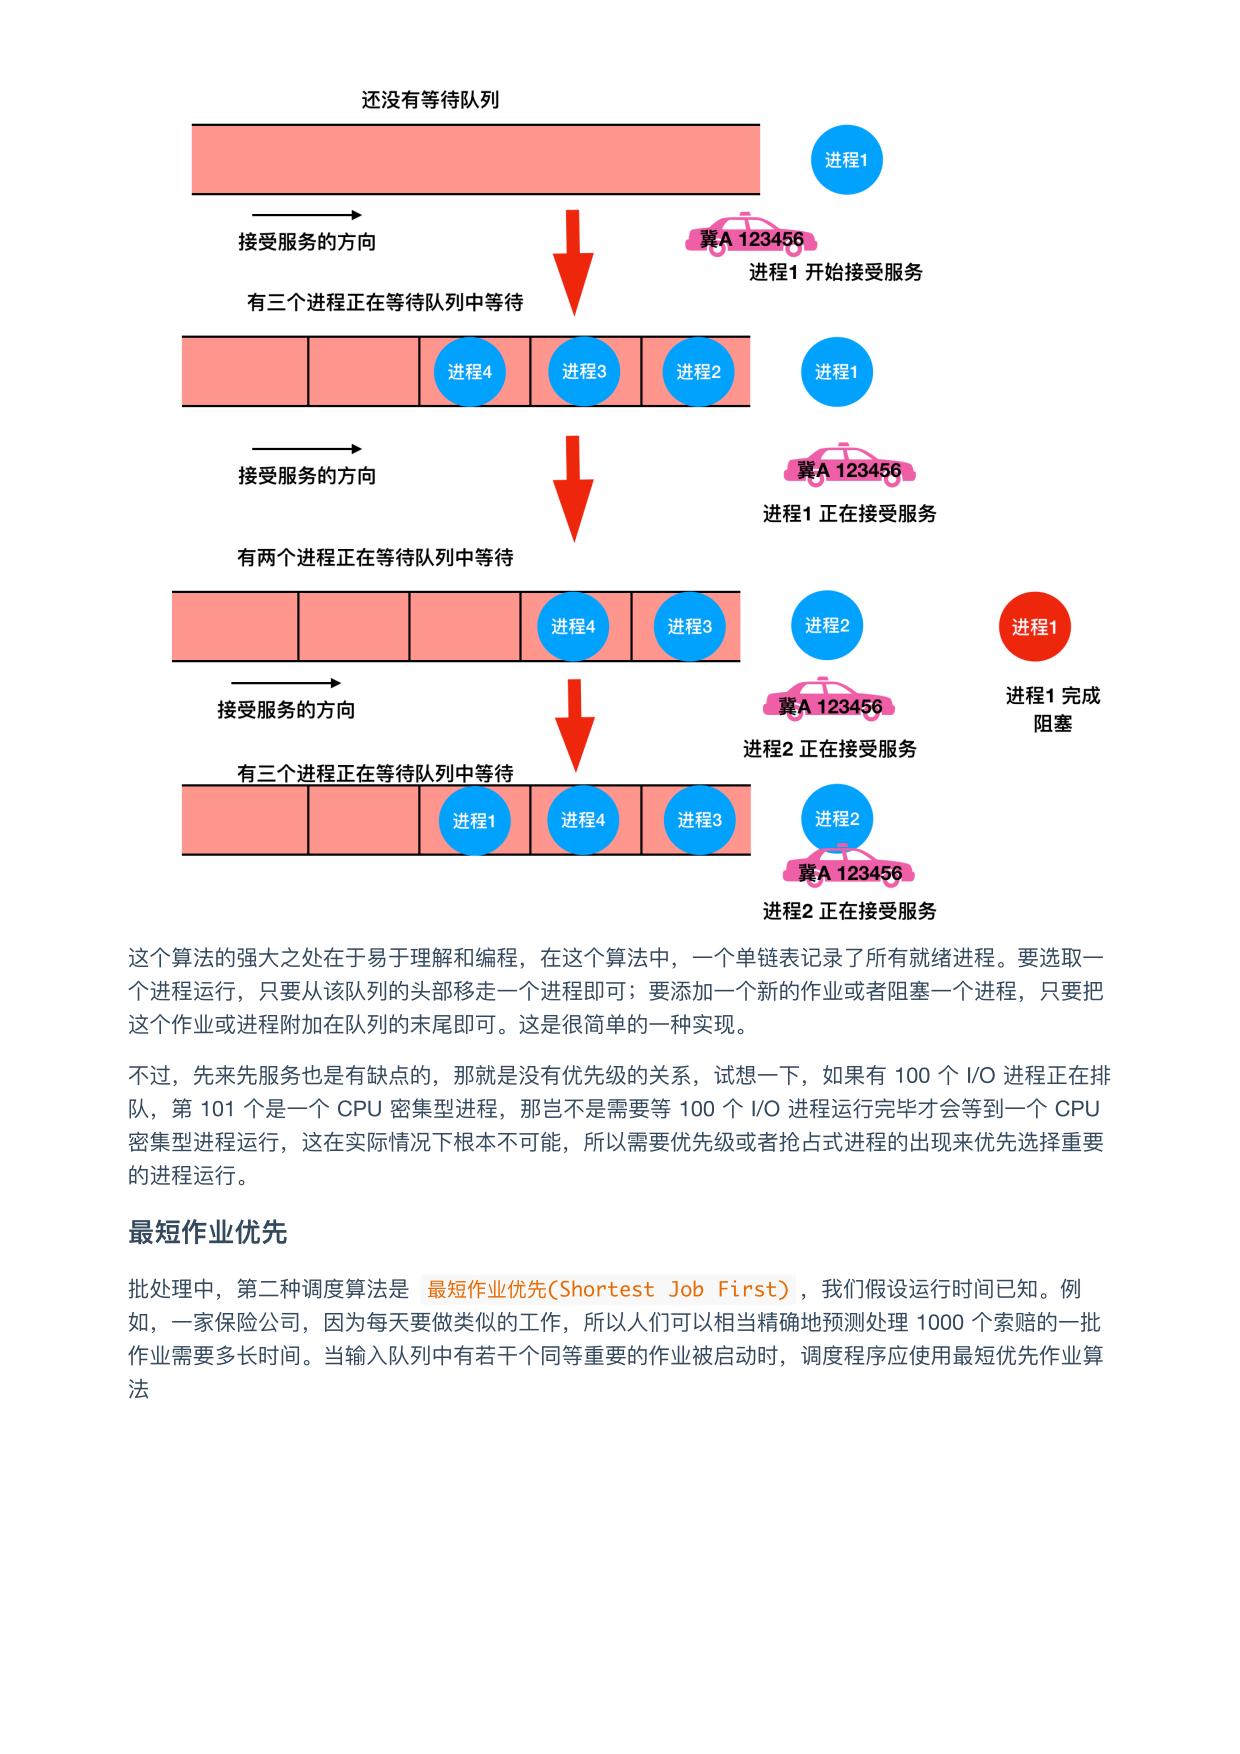 还没有等待队列
进程1
接受服务的方向
冀A 123456
进程1 开始接受服务
有三个进程正在等待队列中等待
进程4
进程3
进程2
进程1
接受服务的方向
冀A 123456
进程1 正在接受服务
有两个进程正在等待队列中等待
进程4
进程3
进程2
进程1
接受服务的方向
冀A 123456
进程1 完成
阻塞
进程2 正在接受服务
有三个进程正在等待队列中等待
进程1
进程4
进程3
进程2
冀A 123456
进程2 正在接受服务
这个算法的强大之处在于易于理解和编程，在这个算法中，一个单链表记录了所有就绪进程。要选取一
个进程运行，只要从该队列的头部移走一个进程即可；要添加一个新的作业或者阻塞一个进程，只要把
这个作业或进程附加在队列的末尾即可。这是很简单的一种实现。
不过，先来先服务也是有缺点的，那就是没有优先级的关系，试想一下，如果有 100 个 I/O 进程正在排
队，第 101 个是一个 CPU 密集型进程，那岂不是需要等 100 个 I/O 进程运行完毕才会等到一个 CPU
密集型进程运行，这在实际情况下根本不可能，所以需要优先级或者抢占式进程的出现来优先选择重要
的进程运行。
最短作业优先
批处理中，第二种调度算法是 最短作业优先(Shortest Job First) ，我们假设运行时间已知。例
如，一家保险公司，因为每天要做类似的工作，所以人们可以相当精确地预测处理 1000 个索赔的一批
作业需要多长时间。当输入队列中有若干个同等重要的作业被启动时，调度程序应使用最短优先作业算
法